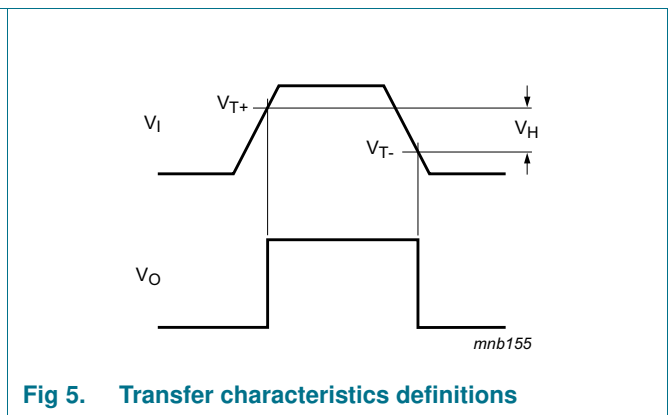 VT+
VI
VH
VT-
VO
mnb155
Fig 5. Transfer characteristics definitions